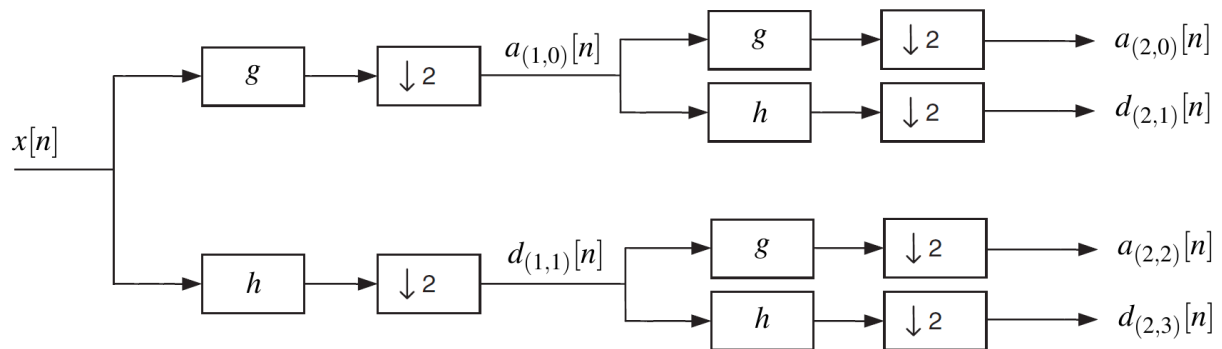 g ↓2 a(1,0)[n] g ↓2 a(2,0)[n]
h ↓2 d(2,1)[n]
x[n]
h ↓2 d(1,1)[n] g ↓2 a(2,2)[n]
h ↓2 d(2,3)[n]